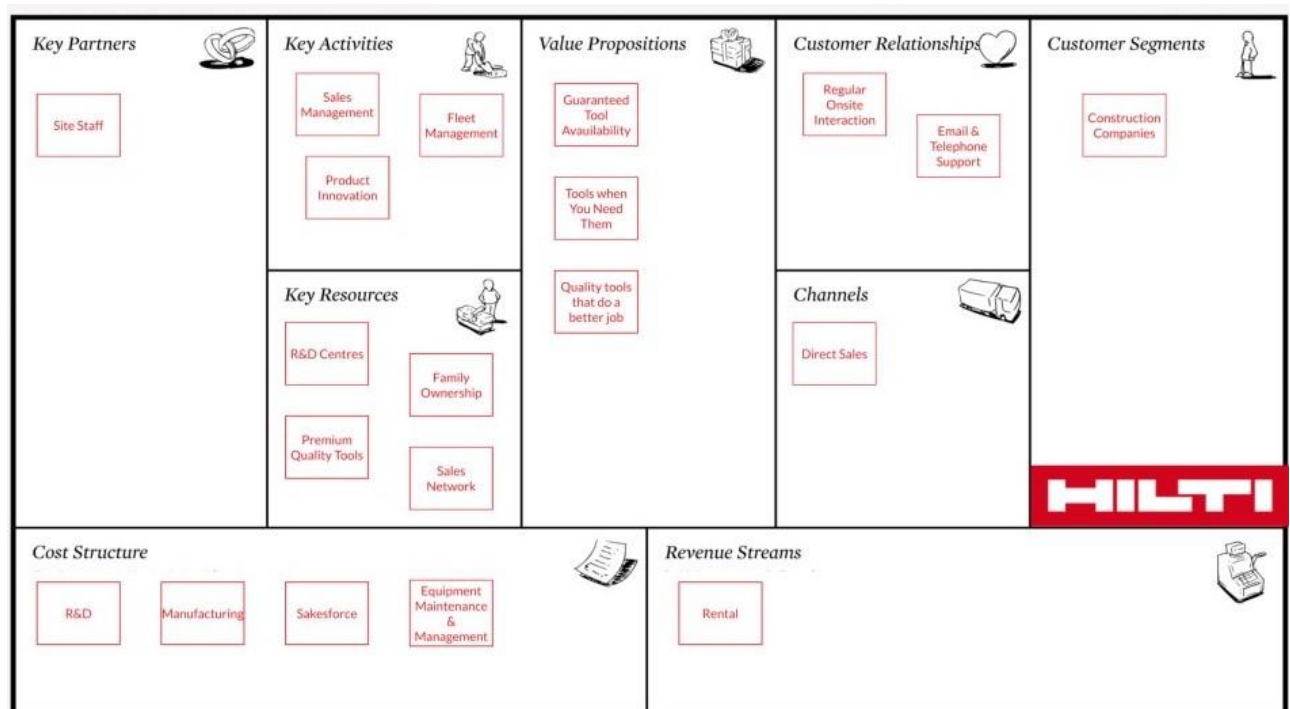 Key Partners
Site Staff
Key Activities
Sales
Management
Fleet
Management
Product
Innovation
Key Resources
R&D Centres
Family
Ownership
Premium
Quality Tools
Sales
Network
Value Propositions
Guaranteed
Tool
Avauilability
Tools when
You Need
Them
Quality tools
that do a
better job
Customer Relationships
Regular
Onsite
Interaction
Email &
Telephone
Support
Channels
Direct Sales
Customer Segments
Construction
Companies
HILTI
Cost Structure
R&D
Manufacturing
Sakesforce
Equipment
Maintenance
&
Management
Revenue Streams
Rental